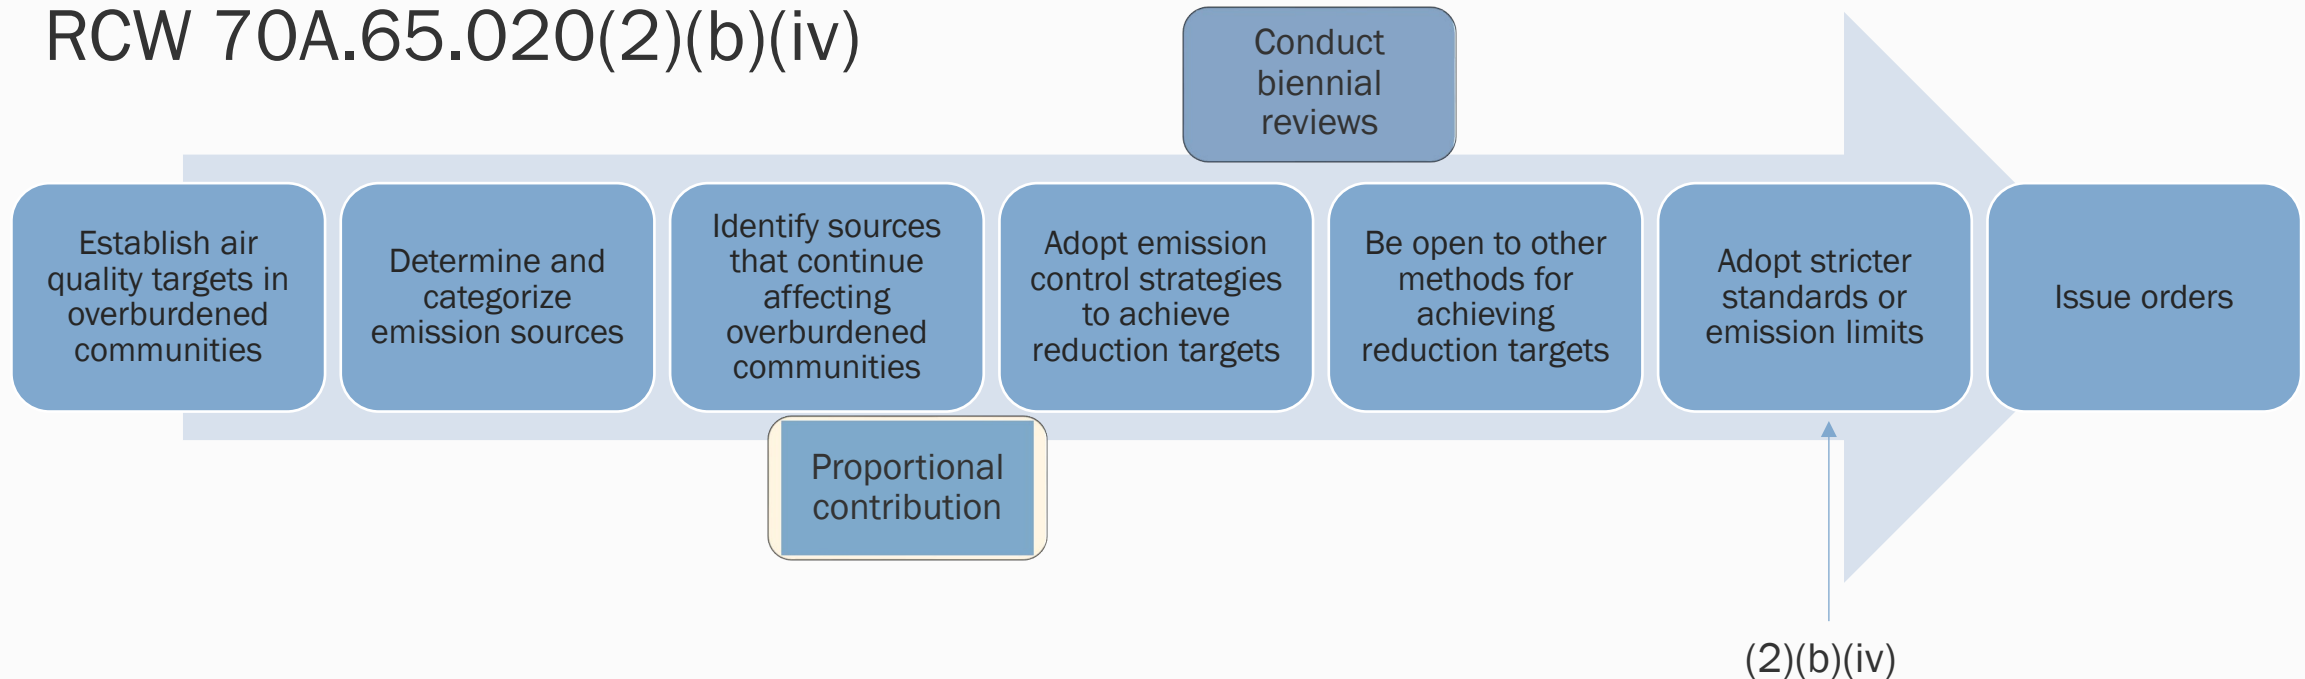 RCW 70A.65.020(2)(b)(iv)
Conduct
biennial
reviews
Establish air
quality targets in
overburdened
communities
Determine and
categorize
emission sources
Identify sources
that continue
affecting
overburdened
communities
Adopt emission
control strategies
to achieve
reduction targets
Be open to other
methods for
achieving
reduction targets
Adopt stricter
standards or
emission limits
Issue orders
Proportional
contribution
(2)(b)(iv)